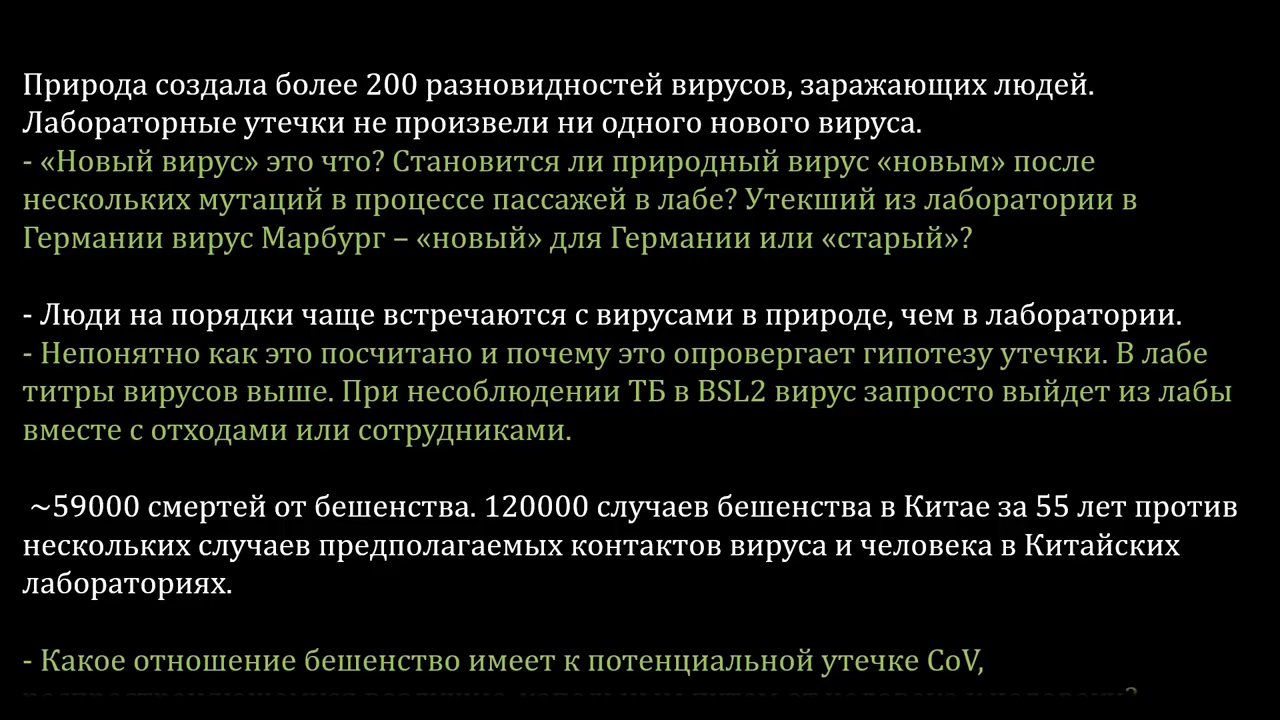 Природа создала более 200 разновидностей вирусов, заражающих людей.
Лабораторные утечки не произвели ни одного нового вируса.
- «Новый вирус» это что? Становится ли природный вирус «новым» после
нескольких мутаций в процессе пассажей в лабе? Утекший из лаборатории в
Германии вирус Марбург – «новый» для Германии или «старый»?
- Люди на порядки чаще встречаются с вирусами в природе, чем в лаборатории.
- Непонятно как это посчитано и почему это опровергает гипотезу утечки. В лабе
титры вирусов выше. При несоблюдении ТБ в BSL2 вирус запросто выйдет из лабы
вместе с отходами или сотрудниками.
~59000 смертей от бешенства. 120000 случаев бешенства в Китае за 55 лет против
нескольких случаев предполагаемых контактов вируса и человека в Китайских
лабораториях.
- Какое отношение бешенство имеет к потенциальной утечке CoV,